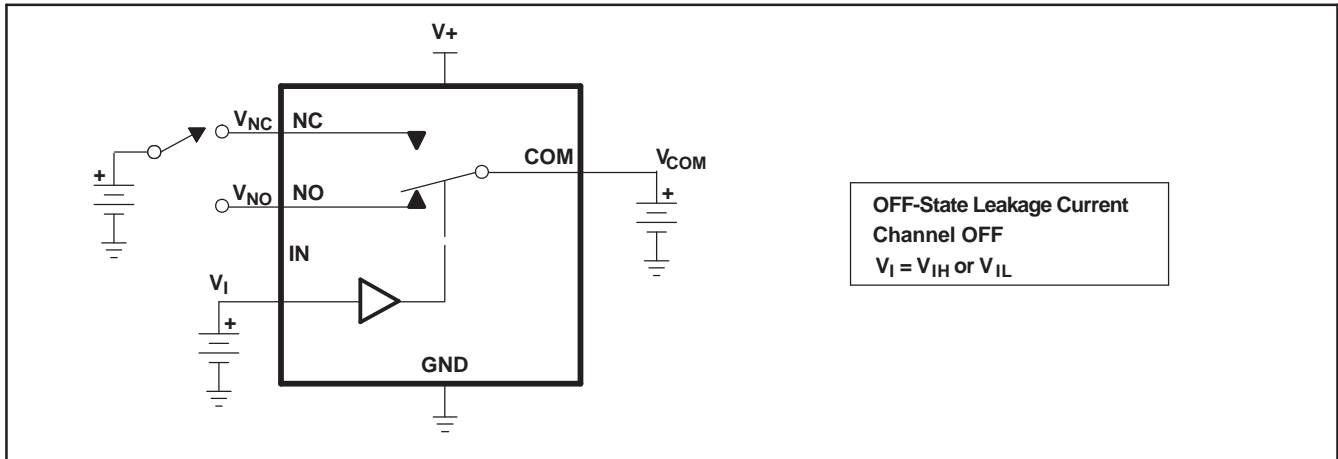 V+
VNC NC
COM VCOM
+
VNO NO
+
IN
VI
+
GND
OFF-State Leakage Current
Channel OFF
VI = VIH or VIL